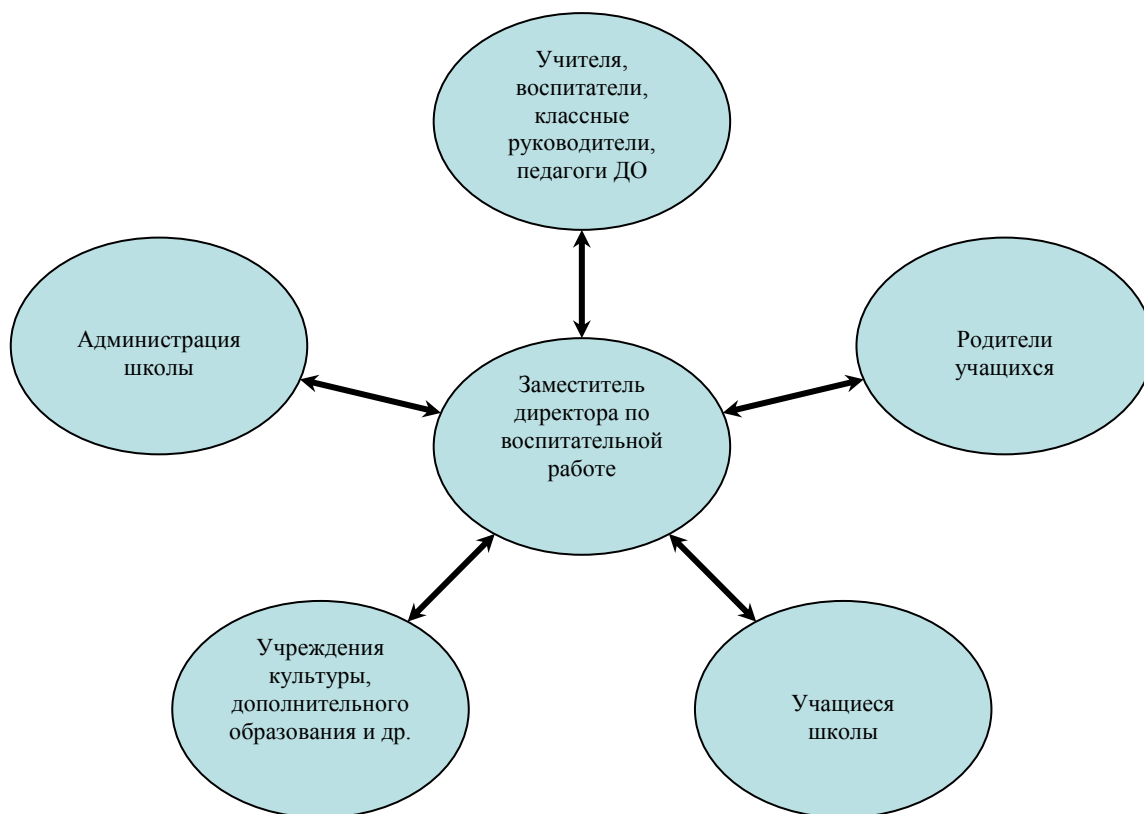 Учителя,
воспитатели,
классные
руководители,
педагоги ДО
Администрация
школы
Родители
учащихся
Заместитель
директора по
воспитательной
работе
Учреждения
культуры,
дополнительного
образования и др.
Учащиеся
школы